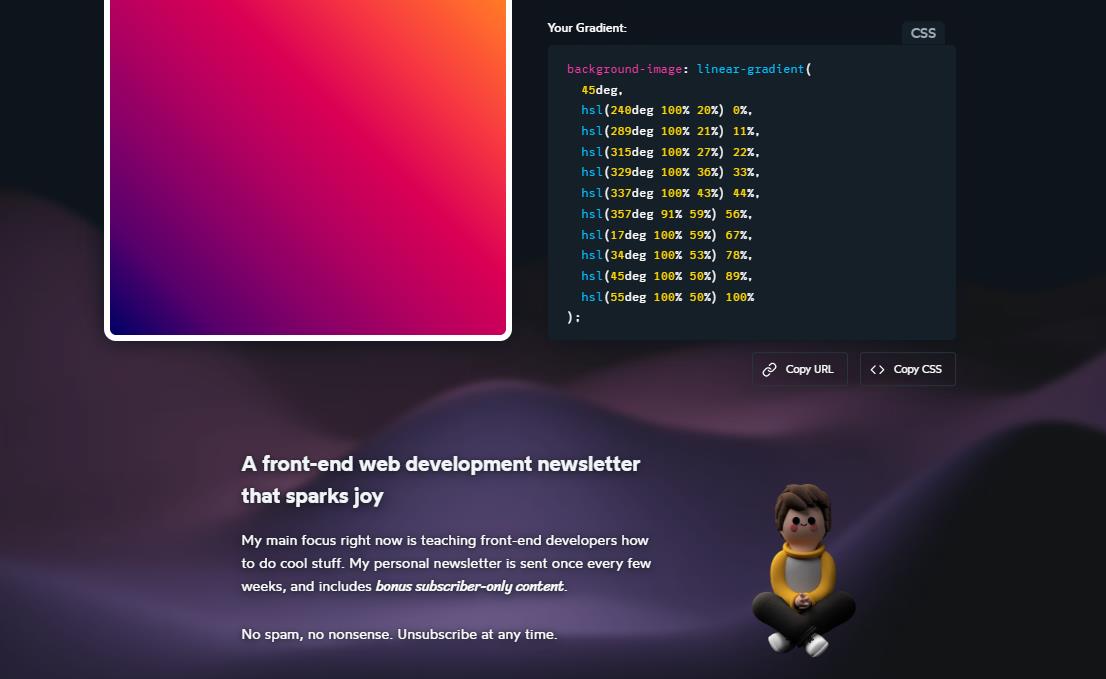 Your Gradient:
CSS
background-image: linear-gradient(
45deg,
hsl(240deg 100% 20%) 0%,
hsl(289deg 100% 21%) 11%,
hsl(315deg 100% 27%) 22%,
hsl(329deg 100% 36%) 33%,
hsl(337deg 100% 43%) 44%,
hsl(357deg 91% 59%) 56%,
hsl(17deg 100% 59%) 67%,
hsl(34deg 100% 53%) 78%,
hsl(45deg 100% 50%) 89%,
hsl(55deg 100% 50%) 100%
);
Copy URL
Copy CSS
A front-end web development newsletter
that sparks joy
My main focus right now is teaching front-end developers how
to do cool stuff. My personal newsletter is sent once every few
weeks, and includes bonus subscriber-only content.
No spam, no nonsense. Unsubscribe at any time.